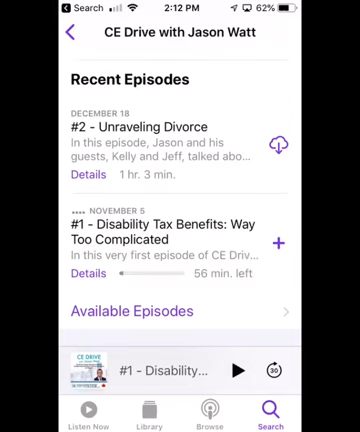 Search 2:12 PM 62%
CE Drive with Jason Watt
Recent Episodes
DECEMBER 18
#2 - Unraveling Divorce
In this episode, Jason and his
guests, Kelly and Jeff, talked abo...
Details 1 hr. 3 min.
NOVEMBER 5
#1 - Disability Tax Benefits: Way
Too Complicated
In this very first episode of CE Driv...
Details 56 min left
Available Episodes
CE DRIVE
#1 - Disability...
30
Listen Now Library Browse Search